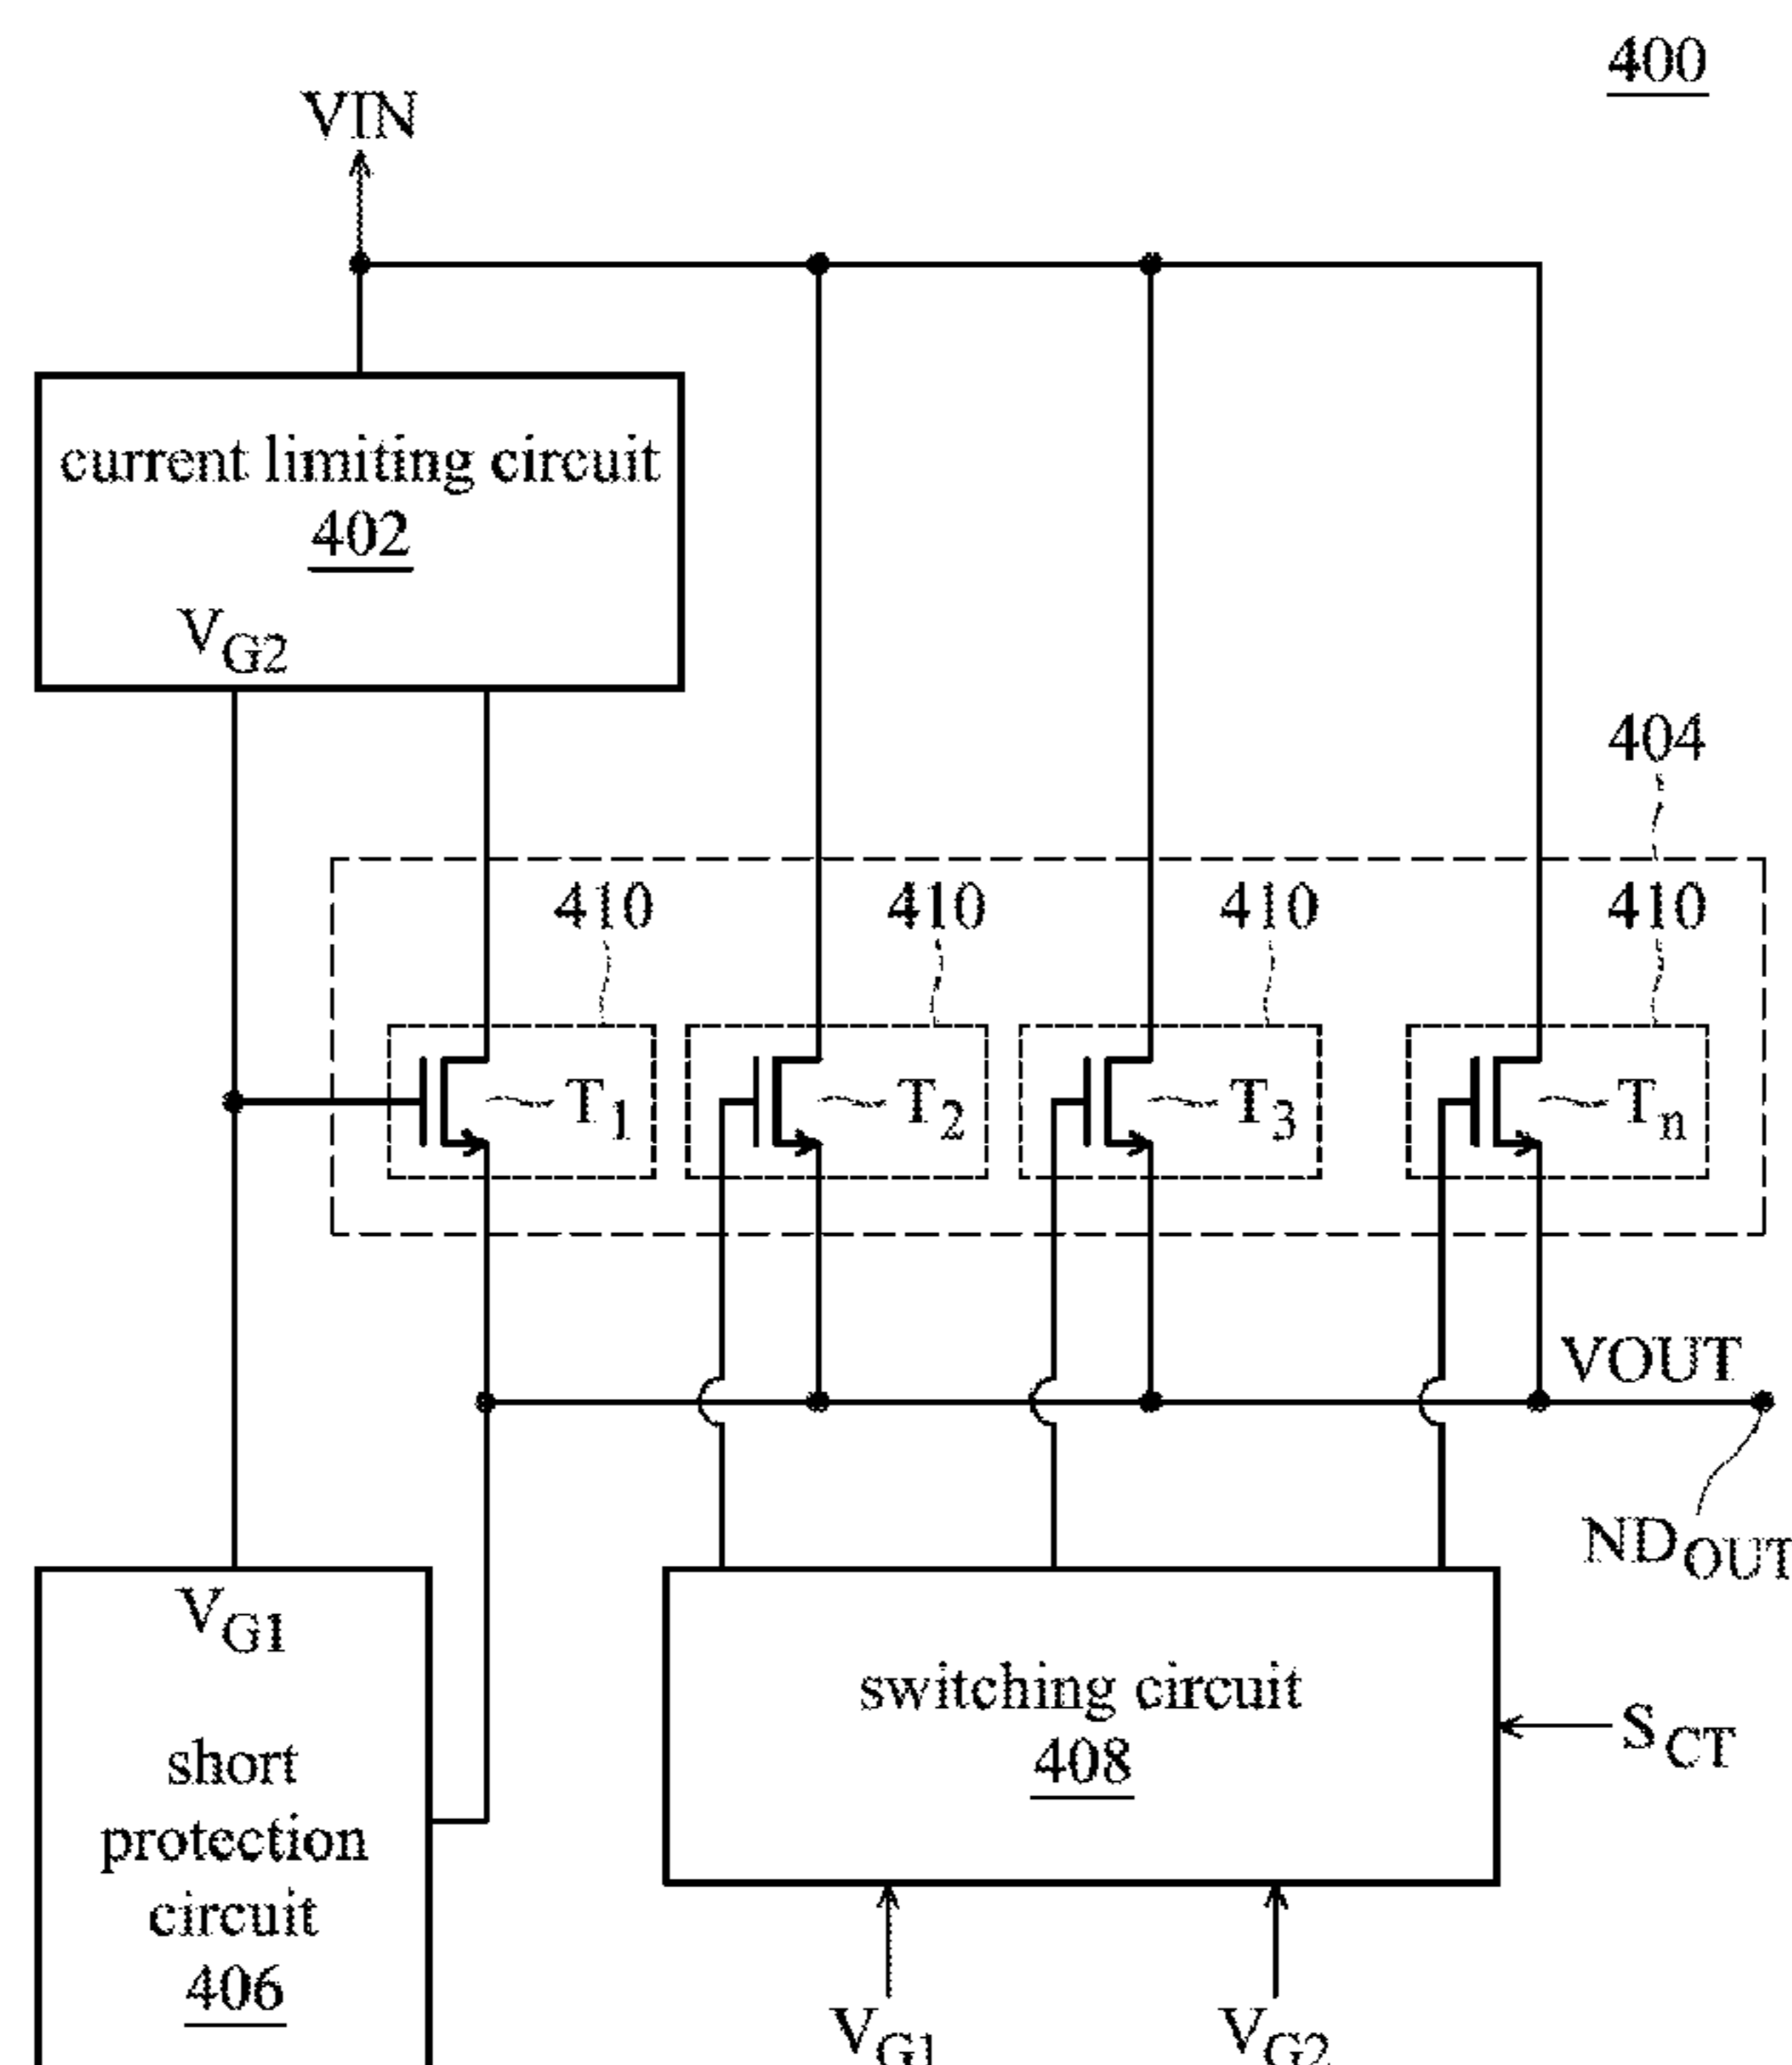 400
VIN
current limiting circuit
402
VG2
404
410 410 410 410
T1 T2 T3 Tn
VOUT
NDOUT
VG1
short
protection
circuit
406
switching circuit
408
SCT
VG1 VG2